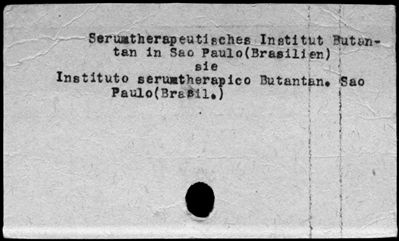 Serumtherapeutisches Institut Butan-
tan in Sao Paulo(Brasilien)
sie
Instituto serumtherapico Butantan. Sao
Paulo(Brasil.)